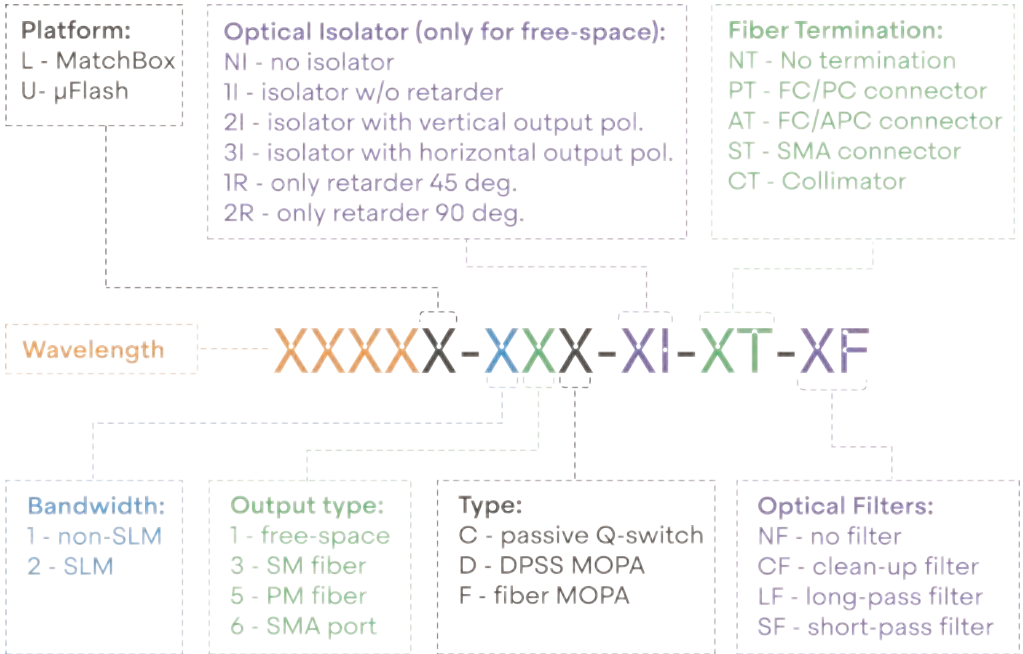 Platform:
L - MatchBox
U- µFlash
Optical Isolator (only for free-space):
NI - no isolator
1I - isolator w/o retarder
2I - isolator with vertical output pol.
3I - isolator with horizontal output pol.
1R - only retarder 45 deg.
2R - only retarder 90 deg.
Fiber Termination:
NT - No termination
PT - FC/PC connector
AT - FC/APC connector
ST - SMA connector
CT - Collimator
Wavelength
XXXXX-XXX-XI-XT-XF
Bandwidth:
1 - non-SLM
2 - SLM
Output type:
1 - free-space
3 - SM fiber
5 - PM fiber
6 - SMA port
Type:
C - passive Q-switch
D - DPSS MOPA
F - fiber MOPA
Optical Filters:
NF - no filter
CF - clean-up filter
LF - long-pass filter
SF - short-pass filter